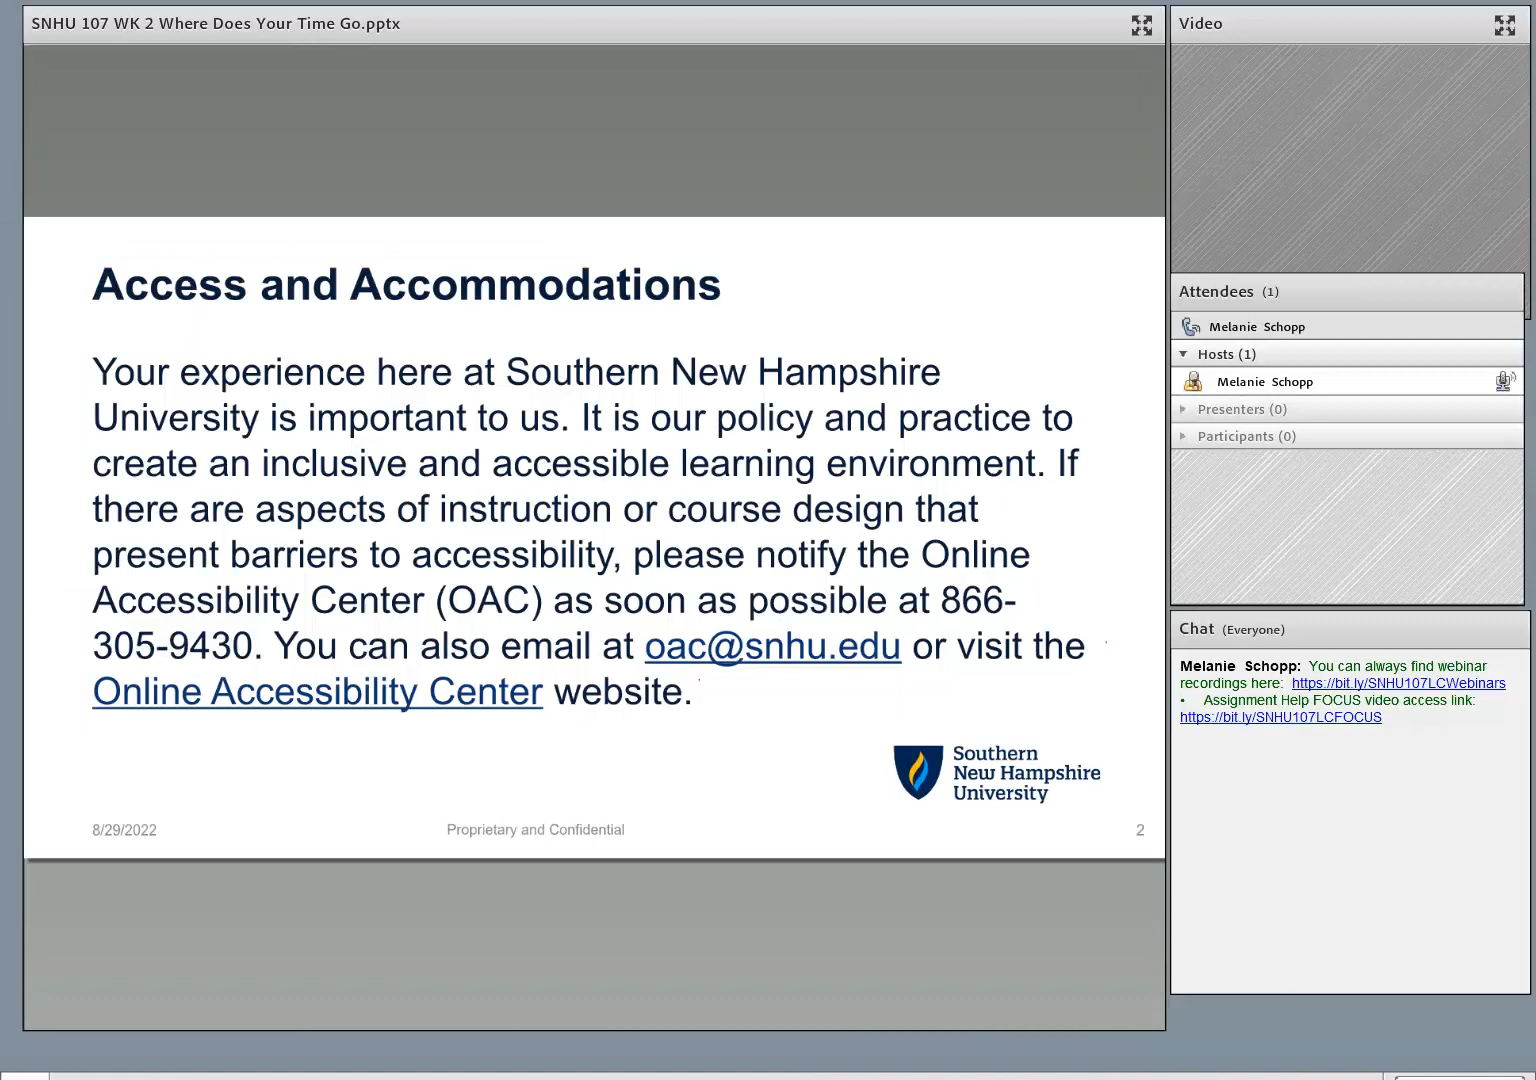 SNHU 107 WK 2 Where Does Your Time Go.pptx
Access and Accommodations
Your experience here at Southern New Hampshire
University is important to us. It is our policy and practice to
create an inclusive and accessible learning environment. If
there are aspects of instruction or course design that
present barriers to accessibility, please notify the Online
Accessibility Center (OAC) as soon as possible at 866-
305-9430. You can also email at oac@snhu.edu or visit the
Online Accessibility Center website.
Southern
New Hampshire
University
8/29/2022
Proprietary and Confidential
2
Video
Attendees (1)
Melanie Schopp
Hosts (1)
Melanie Schopp
Presenters (0)
Participants (0)
Chat (Everyone)
Melanie Schopp: You can always find webinar
recordings here: https://bit.ly/SNHU107LCWebinars
• Assignment Help FOCUS video access link:
https://bit.ly/SNHU107LCFOCUS